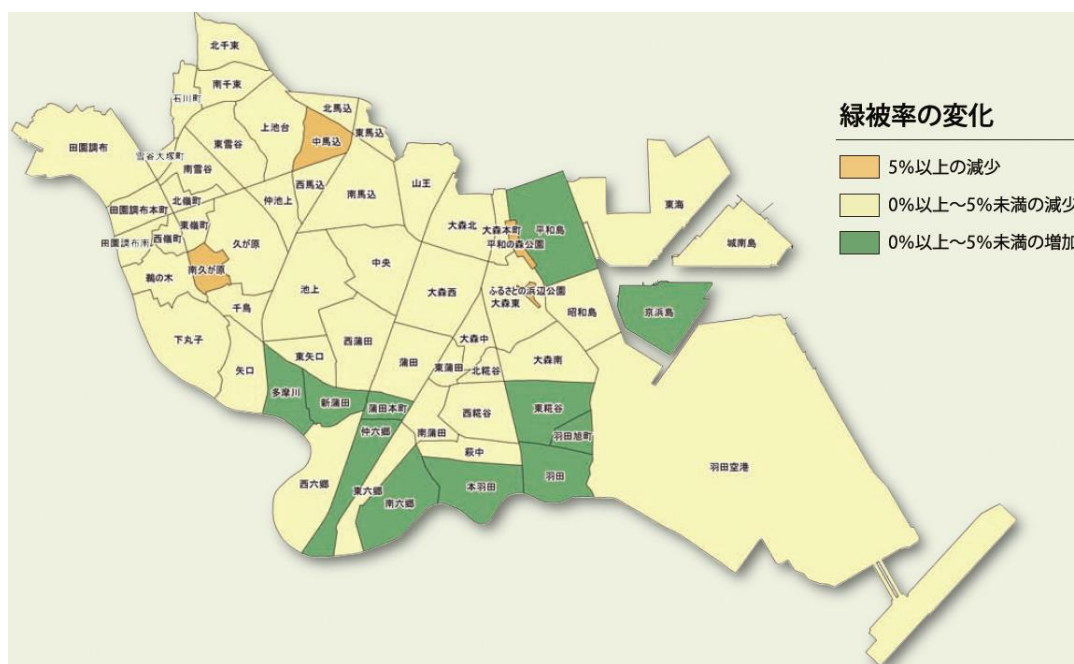 北千束
南千束
石川町
北馬込
東馬込
中馬込
上池台
東雪谷
田園調布
雪谷大塚町
南雪谷
西馬込
南馬込
山王
北嶺町
仲池上
田園調布本町
東嶺町
田園調布南
西嶺町
久が原
大森北
大森本町
平和の森公園
平和島
東海
城南島
鵜の木
南久が原
中央
池上
大森西
ふるさとの浜辺公園
大森東
昭和島
京浜島
千鳥
下丸子
西蒲田
大森中
矢口
東矢口
蒲田
東蒲田
北糀谷
大森南
多摩川
新蒲田
蒲田本町
西糀谷
東糀谷
仲六郷
南蒲田
羽田旭町
萩中
羽田空港
西六郷
東六郷
南六郷
本羽田
羽田
緑被率の変化
5%以上の減少
0%以上～5%未満の減少
0%以上～5%未満の増加